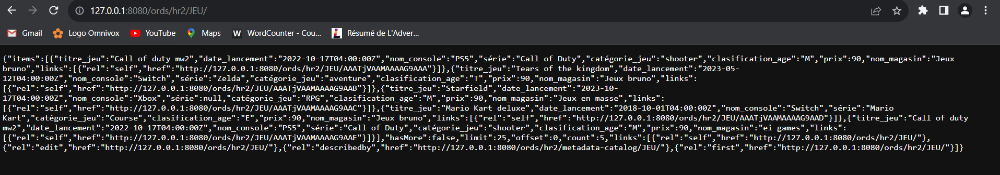 127.0.0.1:8080/ords/hr2/JEU/
Gmail Logo Omnivox YouTube Maps W WordCounter - Cou... L Résumé de L'Adver...
{"items":[{"titre_jeu":"Call of duty mw2","date_lancement":"2022-10-17T04:00:00Z","nom_console":"PS5","série":"Call of Duty","catégorie_jeu":"shooter","clasification_age":"M","prix":90,"nom_magasin":"Jeux
bruno","links":[{"rel":"self","href":"http://127.0.0.1:8080/ords/hr2/JEU/AAATjVAAMAAAAG9AAA"}]},{"titre_jeu":"Tears of the kingdom","date_lancement":"2023-05-
12T04:00:00Z","nom_console":"Switch","série":"Zelda","catégorie_jeu":"aventure","clasification_age":"T","prix":90,"nom_magasin":"Jeux bruno","links":
[{"rel":"self","href":"http://127.0.0.1:8080/ords/hr2/JEU/AAATjVAAMAAAAG9AAB"}]},{"titre_jeu":"Starfield","date_lancement":"2023-10-
17T04:00:00Z","nom_console":"Xbox","série":null,"catégorie_jeu":"RPG","clasification_age":"M","prix":90,"nom_magasin":"Jeux en masse","links":
[{"rel":"self","href":"http://127.0.0.1:8080/ords/hr2/JEU/AAATjVAAMAAAAG9AAC"}]},{"titre_jeu":"Mario Kart deluxe","date_lancement":"2018-10-01T04:00:00Z","nom_console":"Switch","série":"Mario
Kart","catégorie_jeu":"Course","clasification_age":"E","prix":90,"nom_magasin":"Jeux bruno","links":[{"rel":"self","href":"http://127.0.0.1:8080/ords/hr2/JEU/AAATjVAAMAAAAG9AAD"}]},{"titre_jeu":"Call of duty
mw2","date_lancement":"2022-10-17T04:00:00Z","nom_console":"PS5","série":"Call of Duty","catégorie_jeu":"shooter","clasification_age":"M","prix":90,"nom_magasin":"ei games","links":
[{"rel":"self","href":"http://127.0.0.1:8080/ords/hr2/JEU/AAATjVAAMAAAAG9AAE"}]}],"hasMore":false,"limit":25,"offset":0,"count":5,"links":[{"rel":"self","href":"http://127.0.0.1:8080/ords/hr2/JEU/"},
{"rel":"edit","href":"http://127.0.0.1:8080/ords/hr2/JEU/"},{"rel":"describedby","href":"http://127.0.0.1:8080/ords/hr2/metadata-catalog/JEU/"},{"rel":"first","href":"http://127.0.0.1:8080/ords/hr2/JEU/"}]}